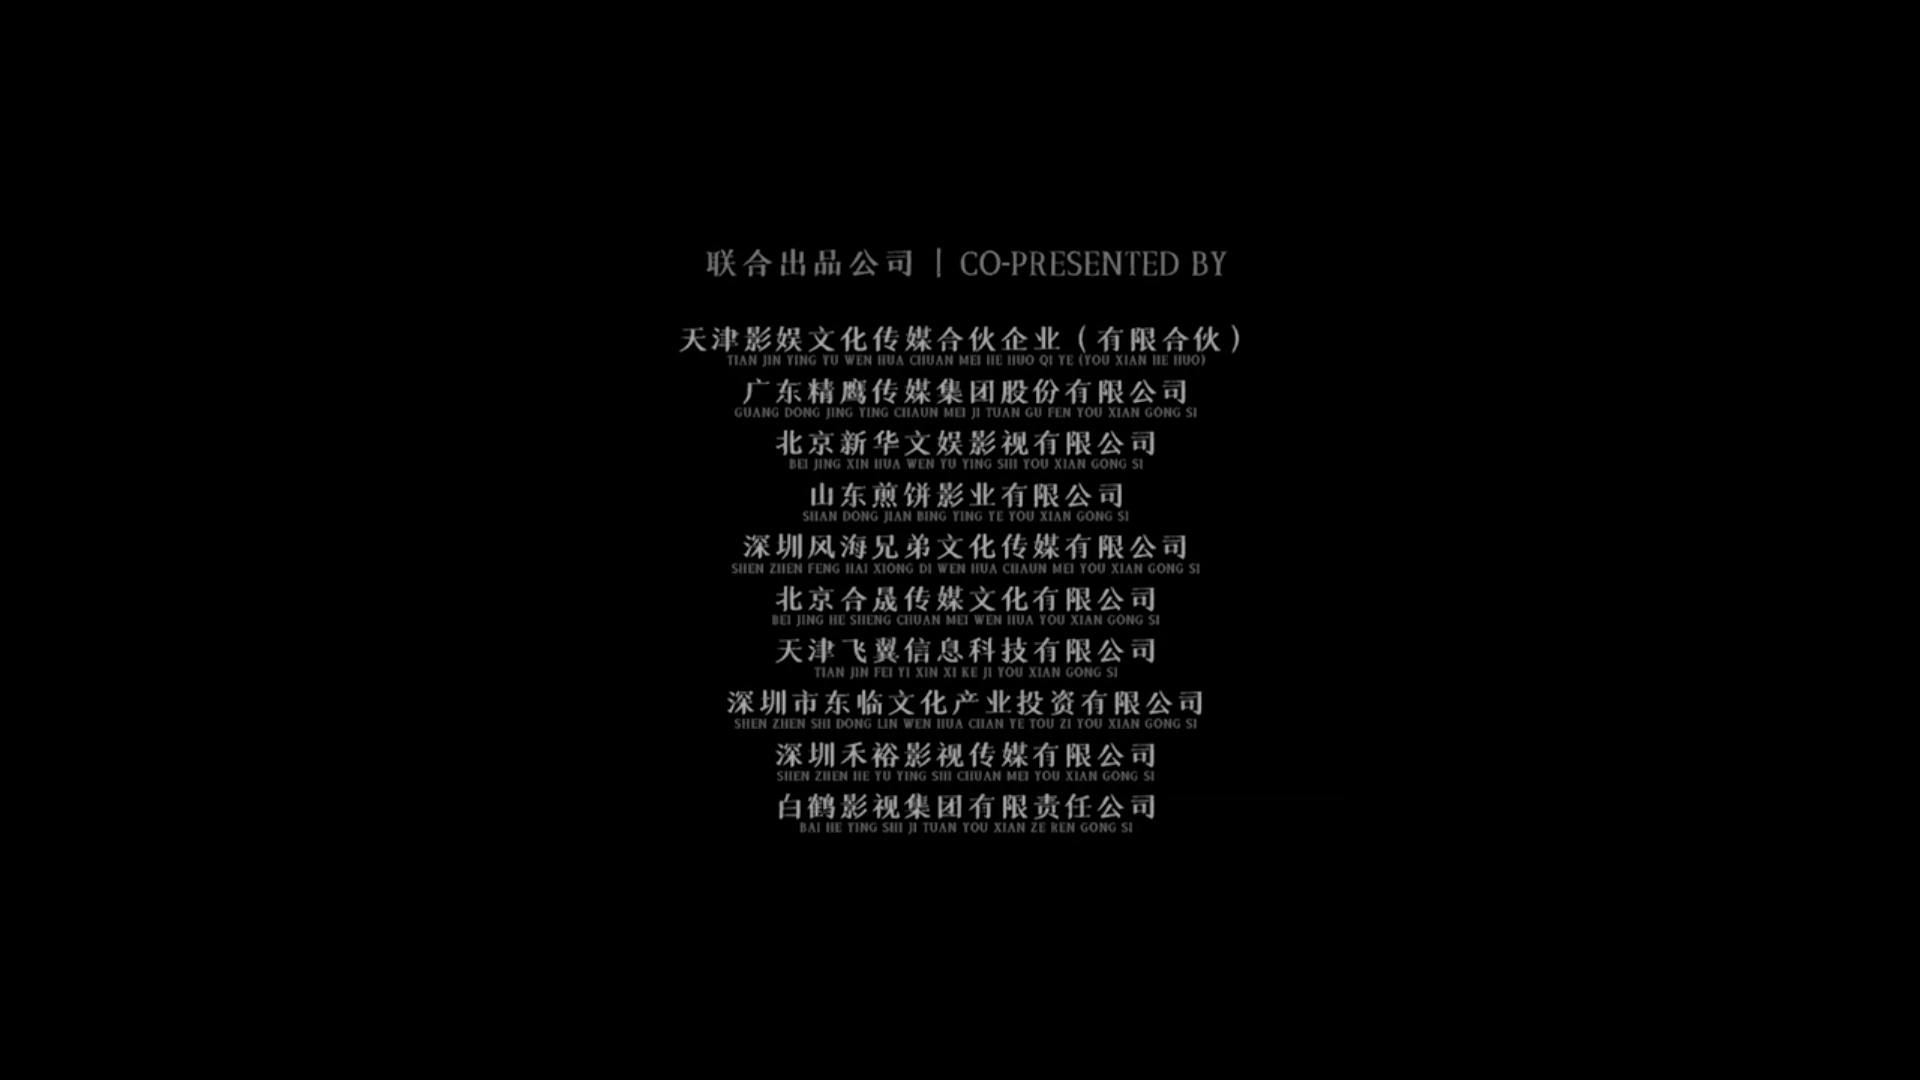 联合出品公司 | CO-PRESENTED BY
天津影娱文化传媒合伙企业（有限合伙）
TIAN JIN YING YU WEN HUA CHUAN MEI HE HUO QI YE (YOU XIAN HE HUO)
广东精鹰传媒集团股份有限公司
GUANG DONG JING YING CHAUN MEI JI TUAN GU FEN YOU XIAN GONG SI
北京新华文娱影视有限公司
BEI JING XIN HUA WEN YU YING SHI YOU XIAN GONG SI
山东煎饼影业有限公司
SHAN DONG JIAN BING YING YE YOU XIAN GONG SI
深圳风海兄弟文化传媒有限公司
SHEN ZHEN FENG HAI XIONG DI WEN HUA CHAUN MEI YOU XIAN GONG SI
北京合晟传媒文化有限公司
BEI JING HE SHENG CHUAN MEI WEN HUA YOU XIAN GONG SI
天津飞翼信息科技有限公司
TIAN JIN FEI YI XIN XI KE JI YOU XIAN GONG SI
深圳市东临文化产业投资有限公司
SHEN ZHEN SHI DONG LIN WEN HUA CHAN YE TOU ZI YOU XIAN GONG SI
深圳禾裕影视传媒有限公司
SHEN ZHEN HE YU YING SHI CHUAN MEI YOU XIAN GONG SI
白鹤影视集团有限责任公司
BAI HE YING SHI JI TUAN YOU XIAN ZE REN GONG SI